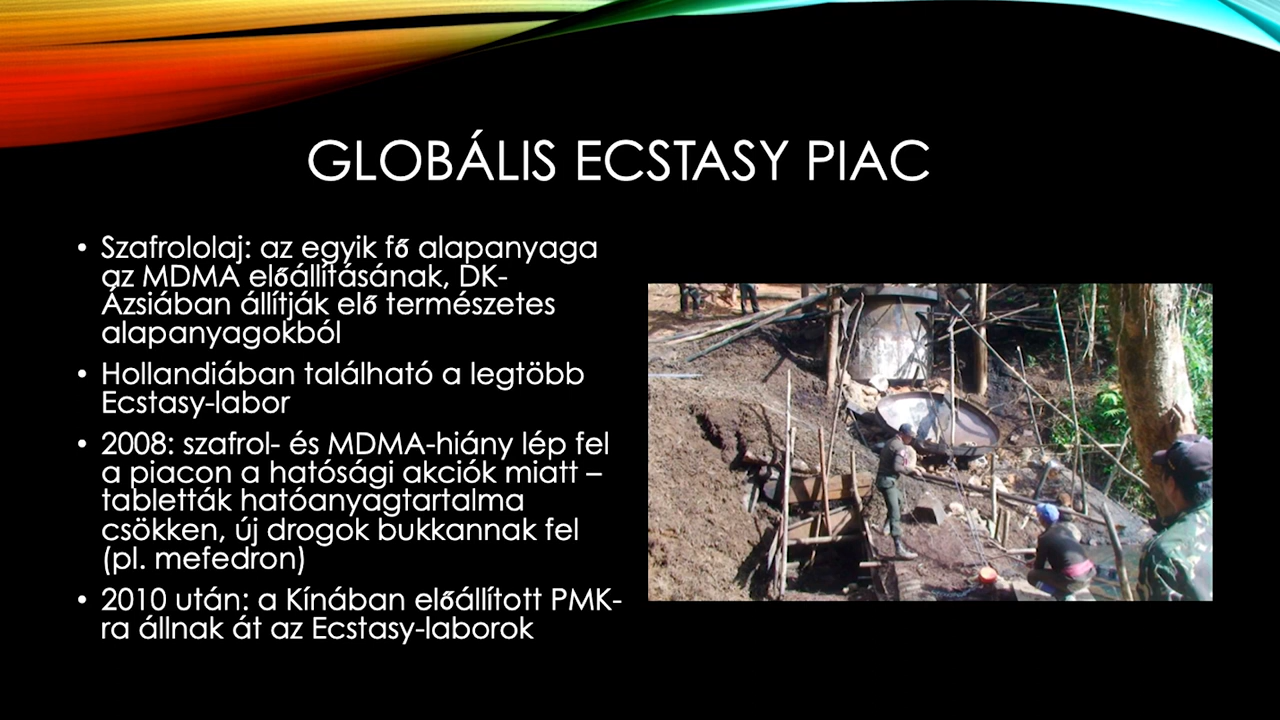 GLOBÁLIS ECSTASY PIAC
• Szafrololaj: az egyik fő alapanyaga
az MDMA előállításának, DK-
Ázsiában állítják elő természetes
alapanyagokból
• Hollandiában található a legtöbb
Ecstasy-labor
• 2008: szafrol- és MDMA-hiány lép fel
a piacon a hatósági akciók miatt –
tabletták hatóanyagtartalma
csökken, új drogok bukkannak fel
(pl. mefedron)
• 2010 után: a Kínában előállított PMK-
ra állnak át az Ecstasy-laborok